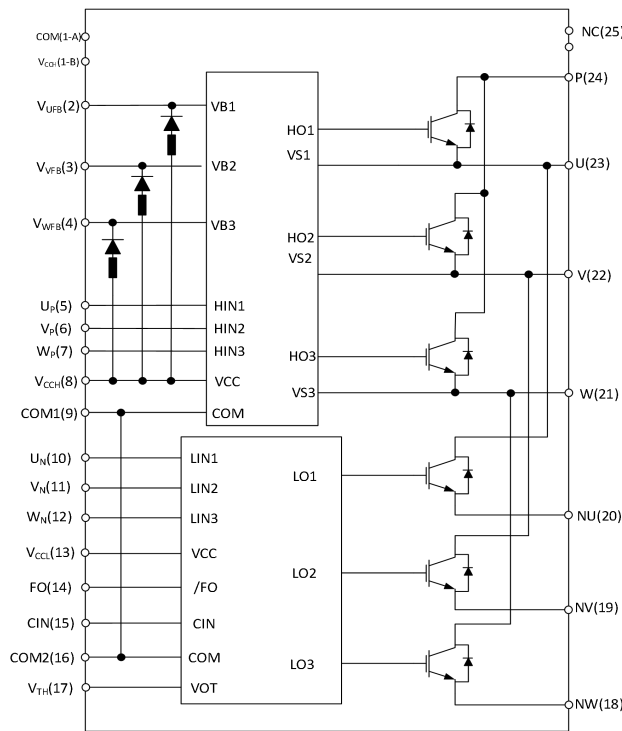 COM(1-A)
NC(25)
VCOH (1-B)
P(24)
VUFB(2)
VB1
HO1
VS1
U(23)
VVFB(3)
VB2
VWFB(4)
VB3
HO2
VS2
V(22)
UP(5)
HIN1
VP(6)
HIN2
WP(7)
HIN3
HO3
VCCH(8)
VCC
VS3
W(21)
COM1(9)
COM
UN(10)
LIN1
LO1
VN(11)
LIN2
WN(12)
LIN3
NU(20)
VCCL(13)
VCC
LO2
FO(14)
/FO
NV(19)
CIN(15)
CIN
COM2(16)
COM
LO3
VTH(17)
VOT
NW(18)